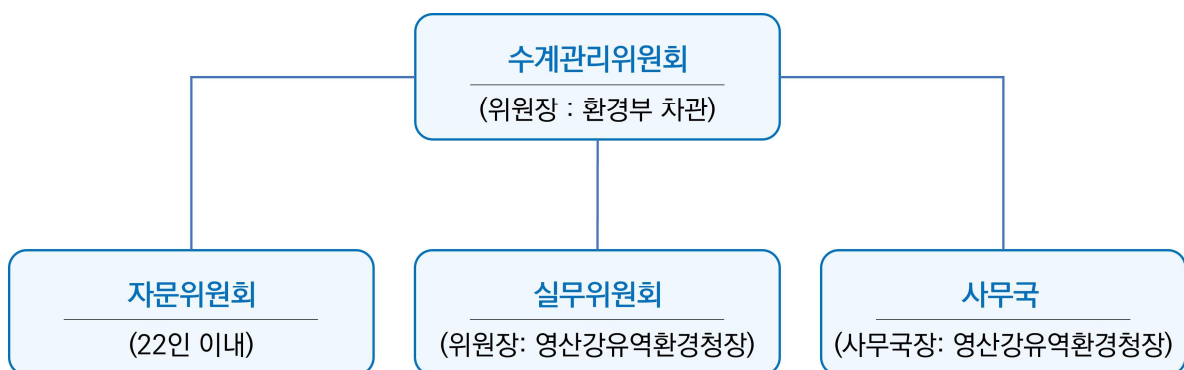 수계관리위원회
(위원장 : 환경부 차관)
자문위원회
(22인 이내)
실무위원회
(위원장: 영산강유역환경청장)
사무국
(사무국장: 영산강유역환경청장)